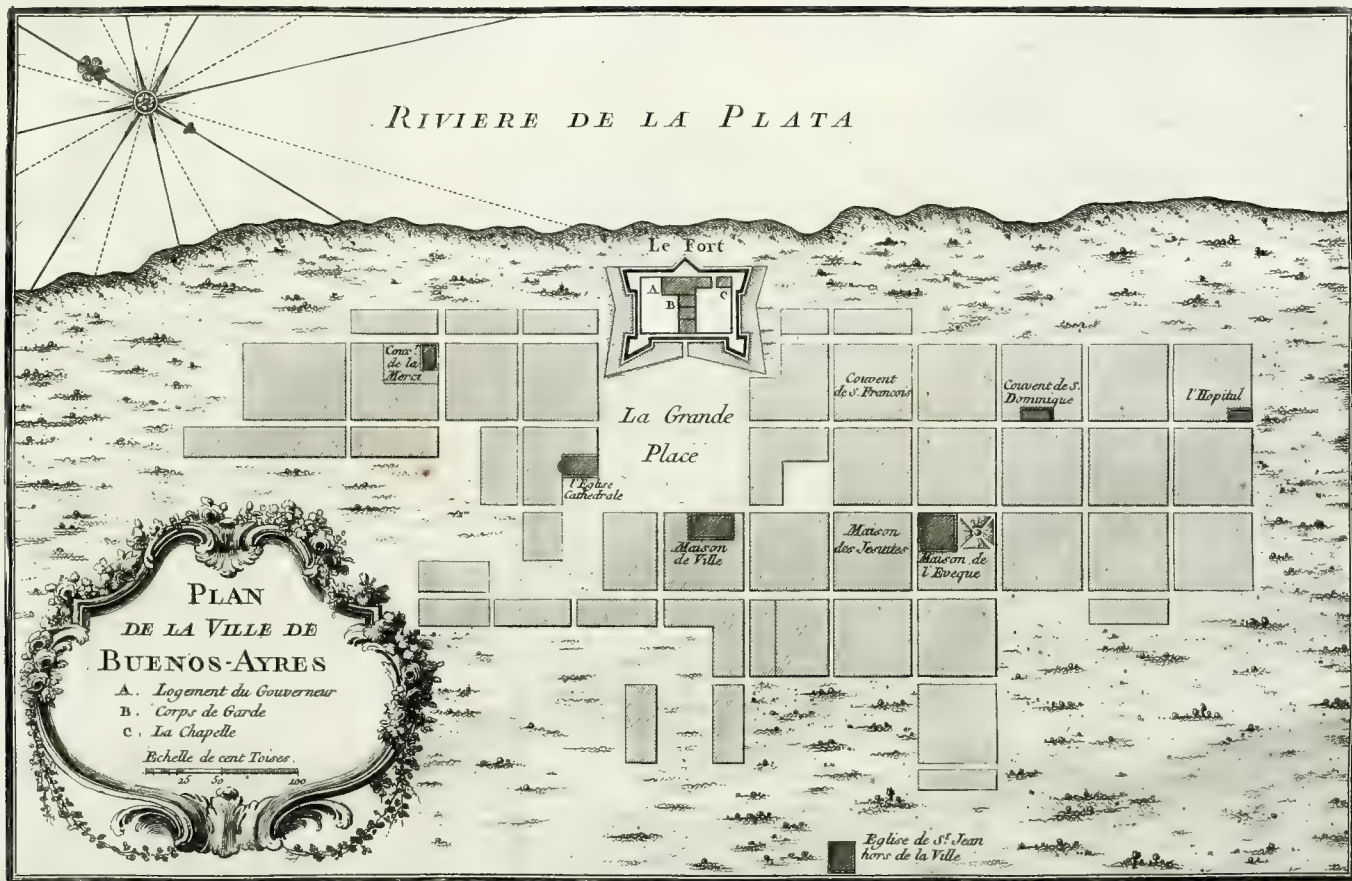 RIVIERE DE LA PLATA
Le Fort
A
B
C
Couv.t
de la
Merci
La Grande
Place
Couvent
de S. Francois
Couvent de S.
Dominique
l'Hopital
l'Eglise
Cathedrale
Maison
de Ville
Maison
des Jesuites
Maison de
l'Eveque
PLAN
DE LA VILLE DE
BUENOS-AYRES
A. Logement du Gouverneur
B. Corps de Garde
C. La Chapelle
Echelle de cent Toises.
25 50 100
Eglise de St. Jean
hors de la Ville